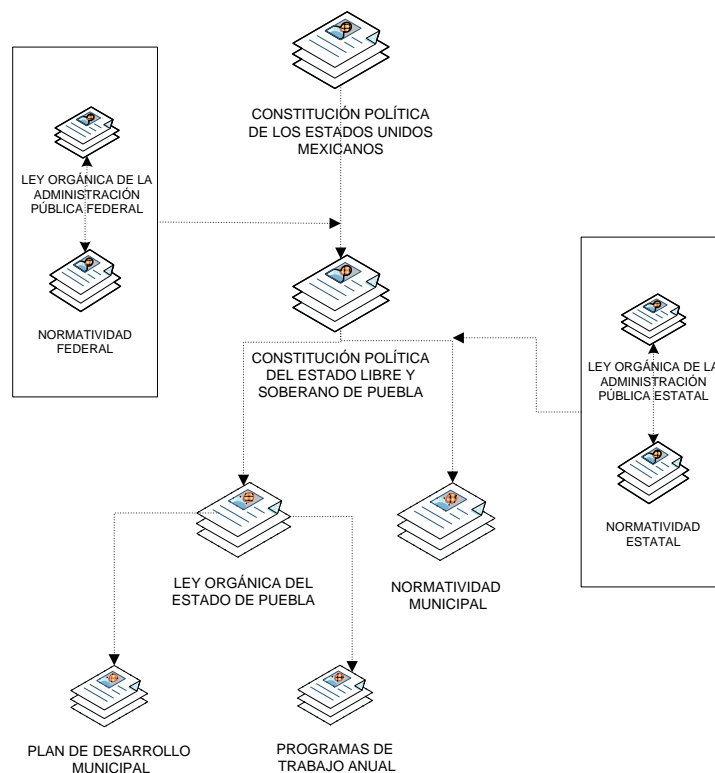 CONSTITUCIÓN POLÍTICA
DE LOS ESTADOS UNIDOS
MEXICANOS
LEY ORGÁNICA DE LA
ADMINISTRACIÓN
PÚBLICA FEDERAL
NORMATIVIDAD
FEDERAL
CONSTITUCIÓN POLÍTICA
DEL ESTADO LIBRE Y
SOBERANO DE PUEBLA
LEY ORGÁNICA DE LA
ADMINISTRACIÓN
PÚBLICA ESTATAL
NORMATIVIDAD
ESTATAL
LEY ORGÁNICA DEL
ESTADO DE PUEBLA
NORMATIVIDAD
MUNICIPAL
PLAN DE DESARROLLO
MUNICIPAL
PROGRAMAS DE
TRABAJO ANUAL